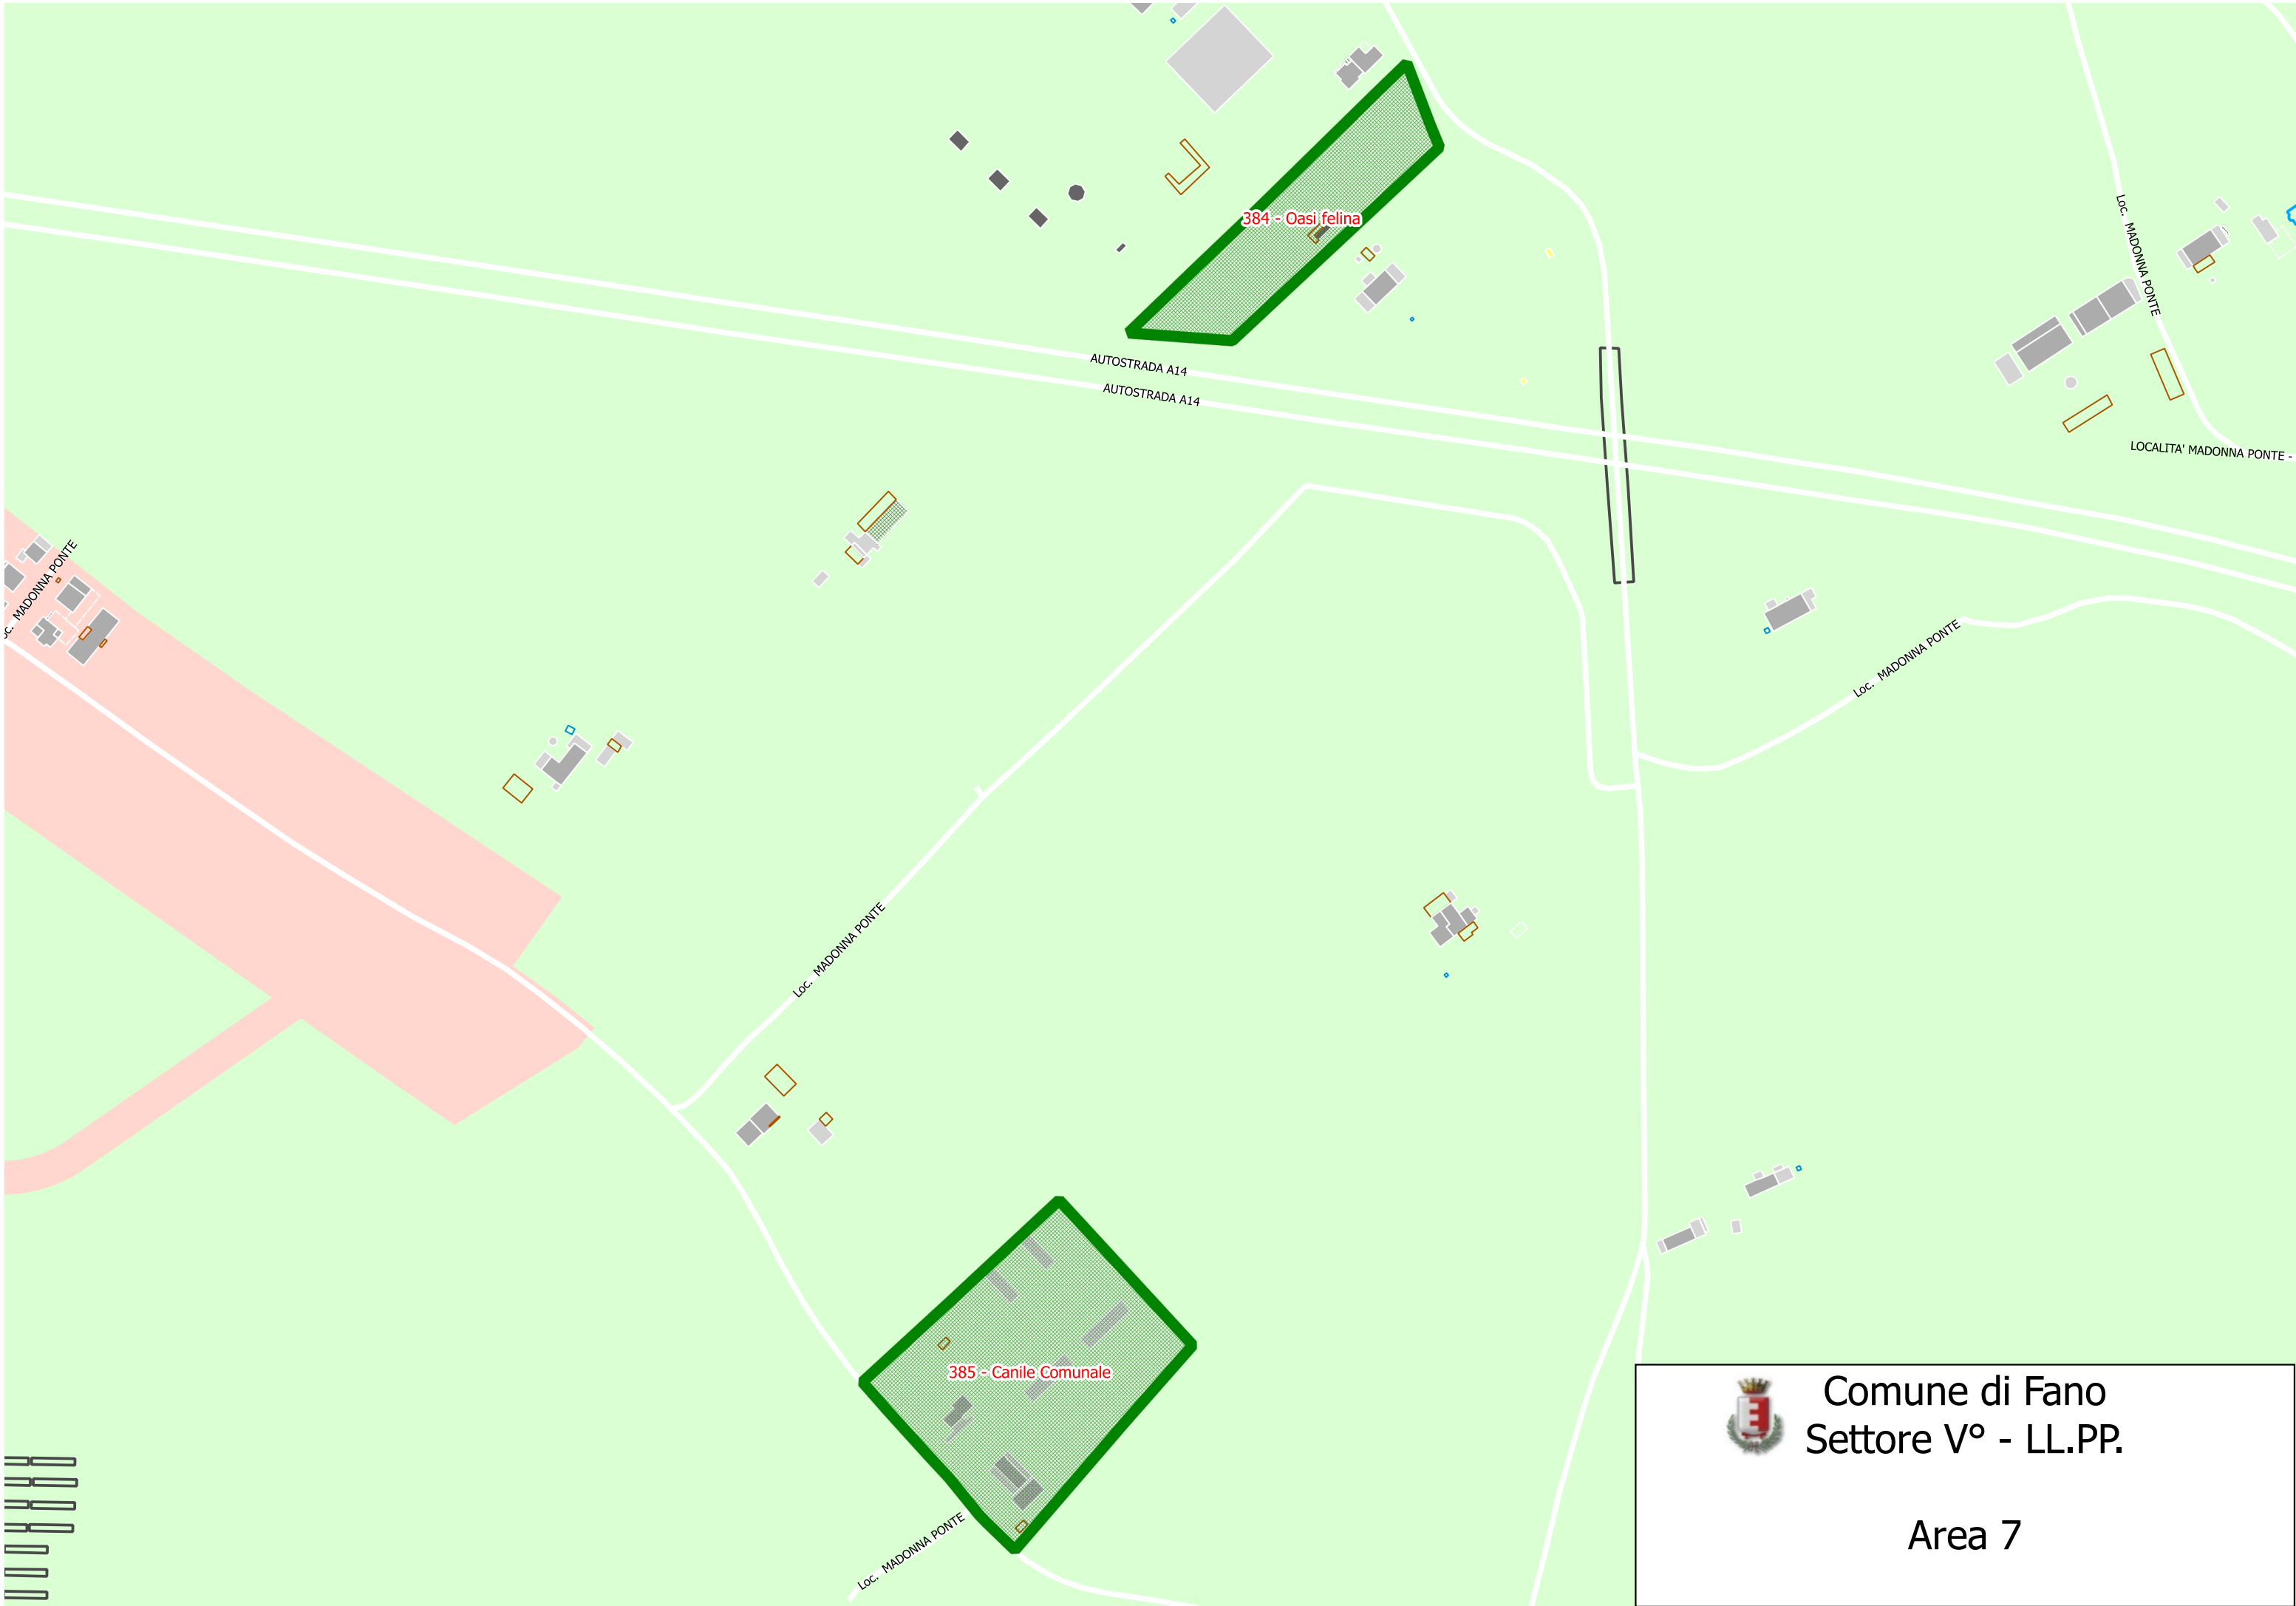 384 - Oasi felina
Loc. MADONNA PONTE
AUTOSTRADA A14
AUTOSTRADA A14
LOCALITA' MADONNA PONTE -
oc. MADONNA PONTE
Loc. MADONNA PONTE
Loc. MADONNA PONTE
385 - Canile Comunale
Loc. MADONNA PONTE
Comune di Fano
Settore V° - LL.PP.
Area 7